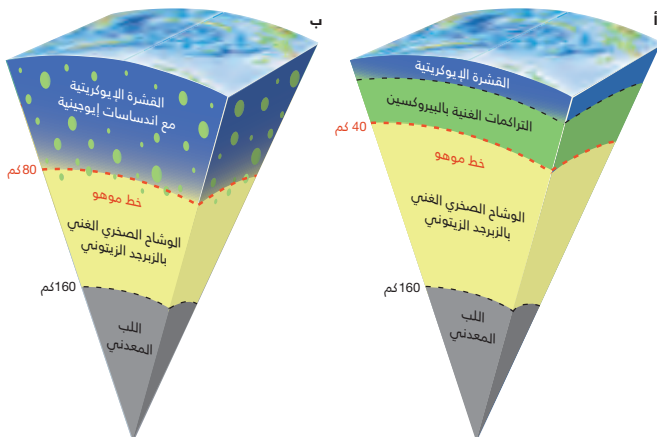 أ
القشرة الإيوكريتية
التراكمات الغنية بالبيروكسين
40 كم
خط موهو
الوشاح الصخري الغني
بالزبرجد الزيتوني
160كم
اللب
المعدني
ب
القشرة الإيوكريتية
مع اندساسات إيوجينية
80كم
خط موهو
الوشاح الصخري الغني
بالزبرجد الزيتوني
160كم
اللب
المعدني